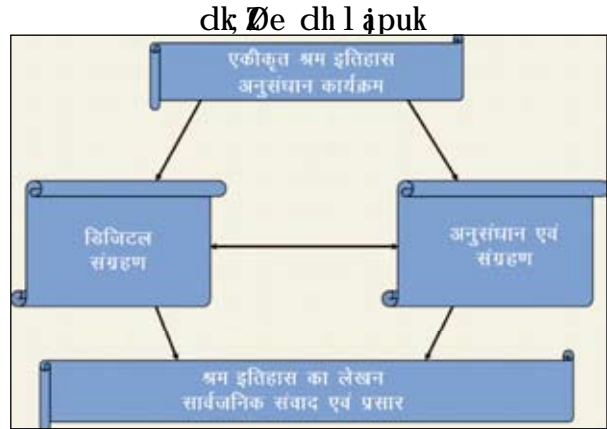 dk;ZØe dh lajpuk
एकीकृत श्रम इतिहास
अनुसंधान कार्यक्रम
डिजिटल
संग्रहण
अनुसंधान एवं
संग्रहण
श्रम इतिहास का लेखन
सार्वजनिक संवाद एवं प्रसार